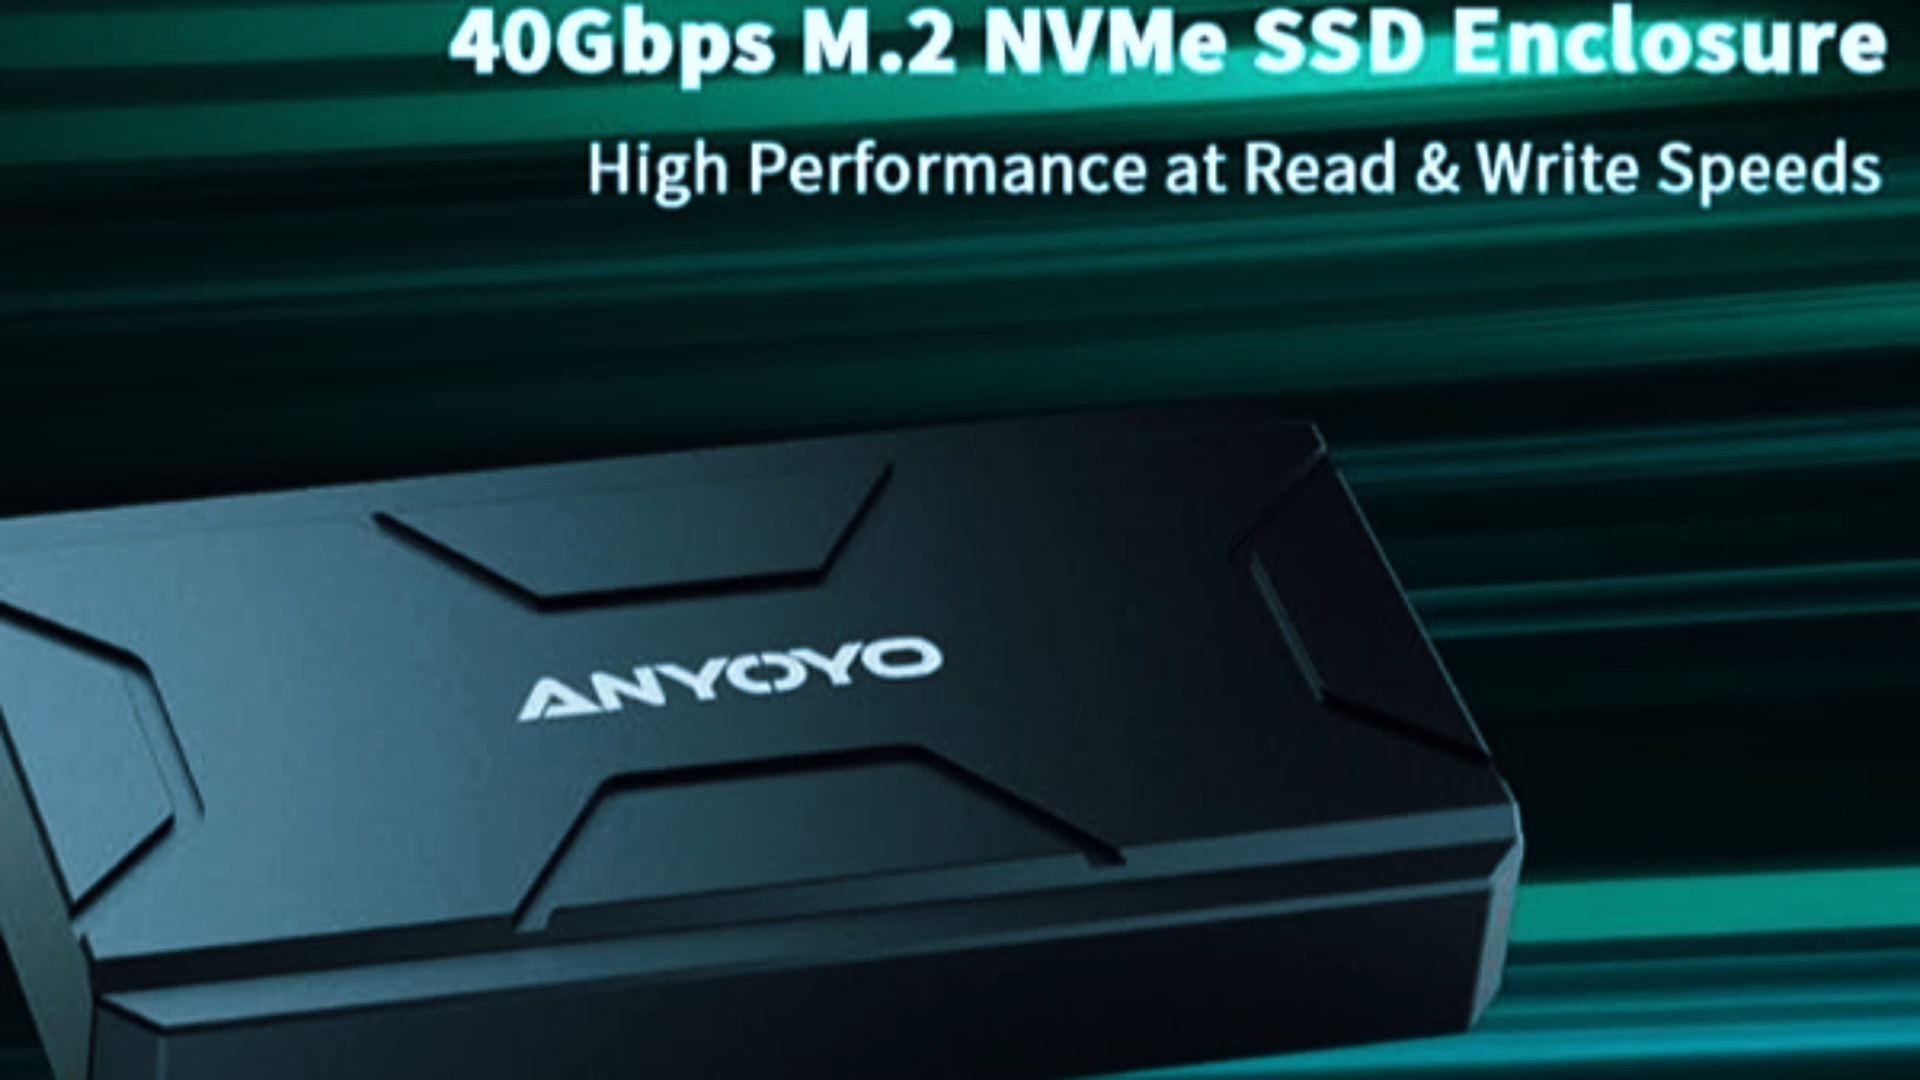 40Gbps M.2 NVMe SSD Enclosure
High Performance at Read & Write Speeds
ANYOYO